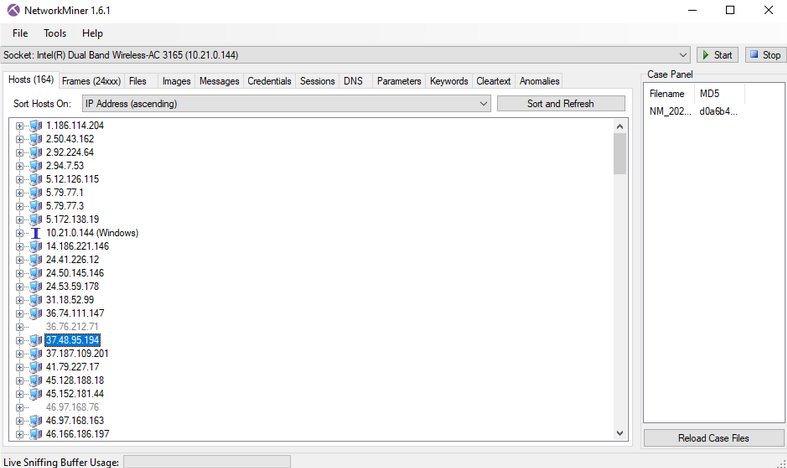 NetworkMiner 1.6.1
File Tools Help
Socket: Intel(R) Dual Band Wireless-AC 3165 (10.21.0.144) Start Stop
Hosts (164) Frames (24xxx) Files Images Messages Credentials Sessions DNS Parameters Keywords Cleartext Anomalies
Sort Hosts On: IP Address (ascending) Sort and Refresh
1.186.114.204
2.50.43.162
2.92.224.64
2.94.7.53
5.12.126.115
5.79.77.1
5.79.77.3
5.172.138.19
10.21.0.144 (Windows)
14.186.221.146
24.41.226.12
24.50.145.146
24.53.59.178
31.18.52.99
36.74.111.147
36.76.212.71
37.48.95.194
37.187.109.201
41.79.227.17
45.128.188.18
45.152.181.44
46.97.168.76
46.97.168.163
46.166.186.197
Case Panel
Filename MD5
NM_202... d0a6b4...
Reload Case Files
Live Sniffing Buffer Usage: